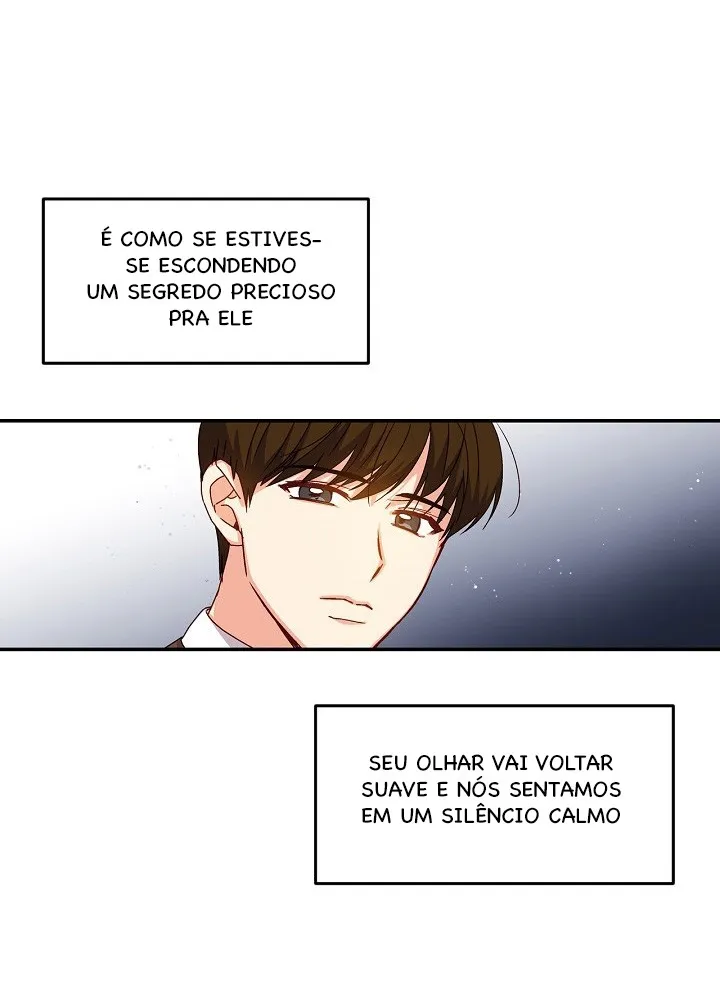 É COMO SE ESTIVES-
SE ESCONDENDO
UM SEGREDO PRECIOSO
PRA ELE
SEU OLHAR VAI VOLTAR
SUAVE E NÓS SENTAMOS
EM UM SILÊNCIO CALMO